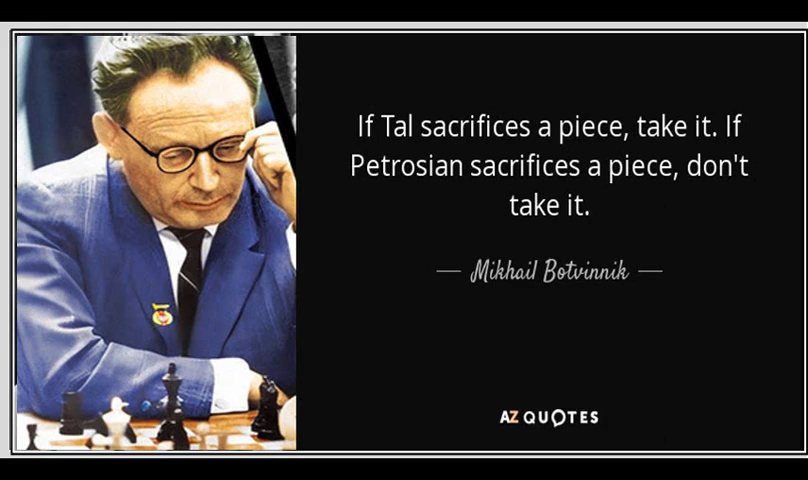 If Tal sacrifices a piece, take it. If
Petrosian sacrifices a piece, don't
take it.
— Mikhail Botvinnik —
AZ QUOTES